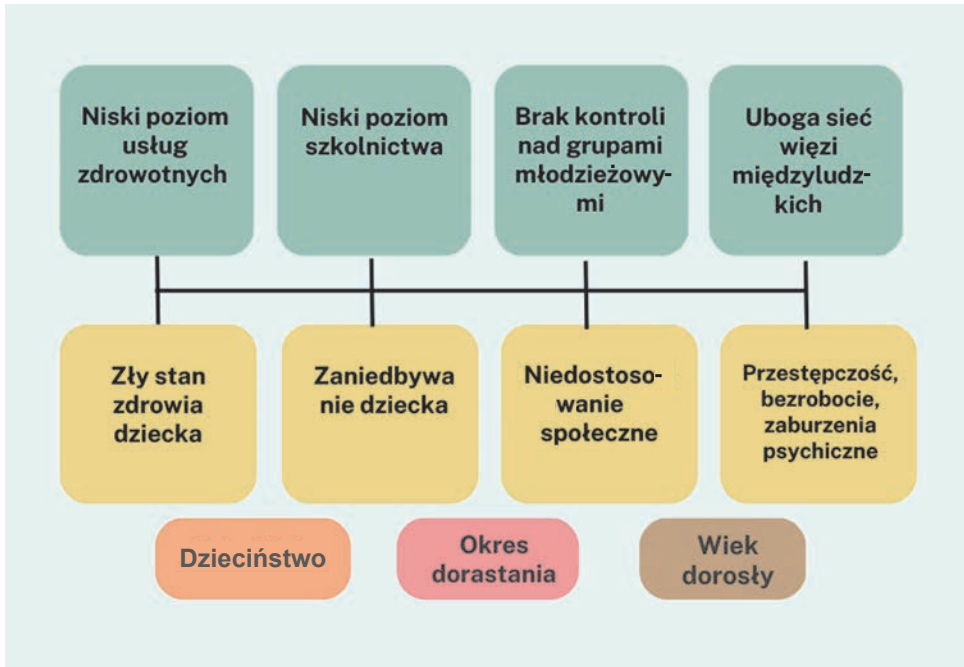 Niski poziom
usług
zdrowotnych
Niski poziom
szkolnictwa
Brak kontroli
nad grupami
młodzieżowy-
mi
Uboga sieć
więzi
międzyludz-
kich
Zły stan
zdrowia
dziecka
Zaniedbywa
nie dziecka
Niedostoso-
wanie
społeczne
Przestępczość,
bezrobocie,
zaburzenia
psychiczne
Dzieciństwo
Okres
dorastania
Wiek
dorosły